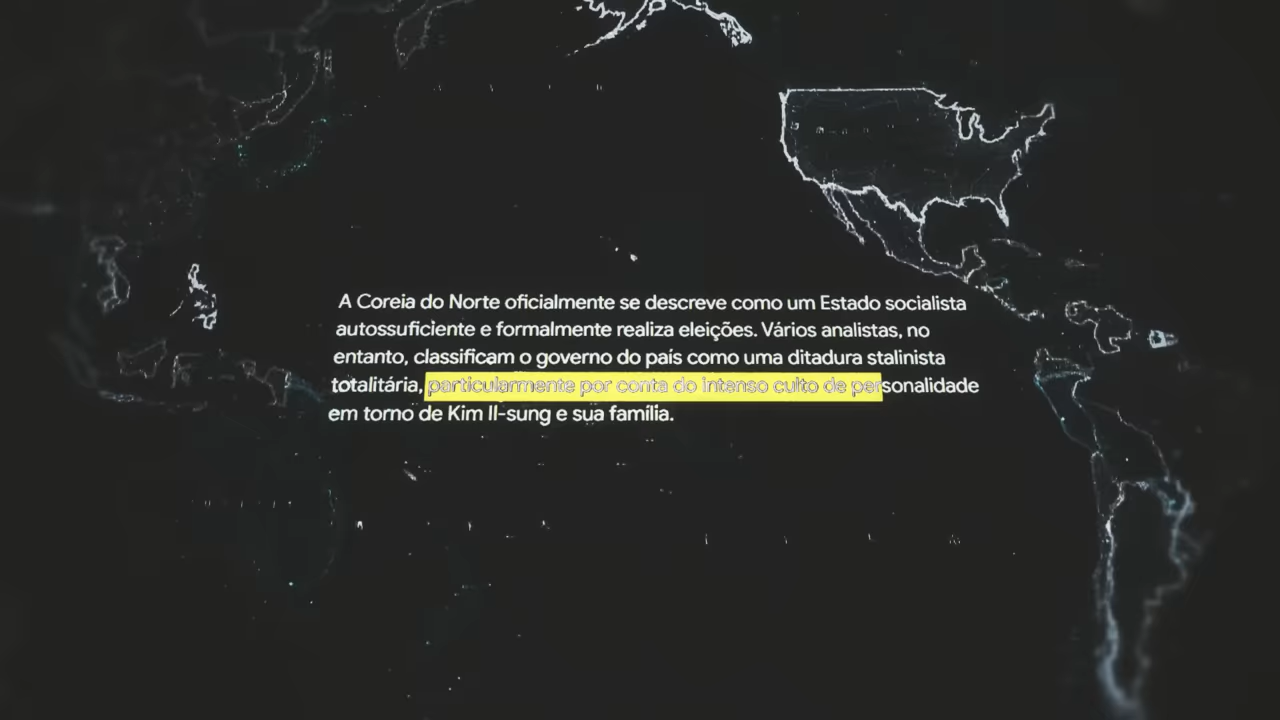 A Coreia do Norte oficialmente se descreve como um Estado socialista
autossuficiente e formalmente realiza eleições. Vários analistas, no
entanto, classificam o governo do país como uma ditadura stalinista
totalitária, particularmente por conta do intenso culto de personalidade
em torno de Kim Il-sung e sua família.